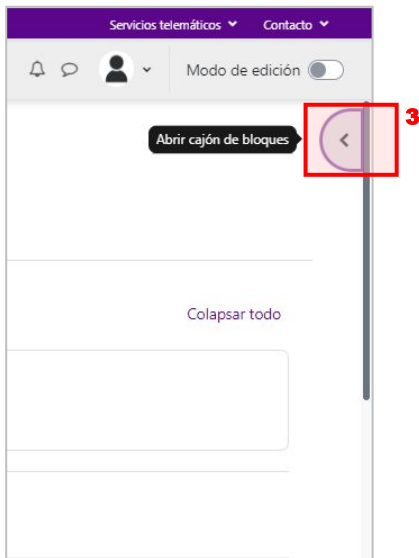 Servicios telemáticos Contacto
Modo de edición
3
Abrir cajón de bloques
Colapsar todo